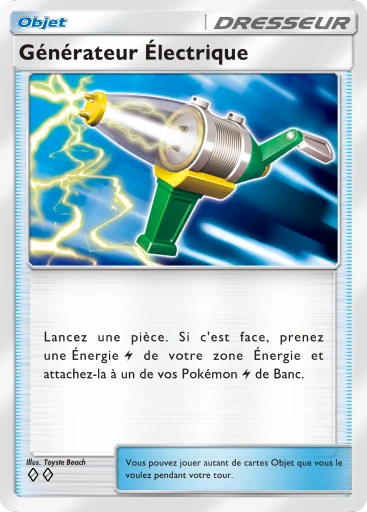 Objet
DRESSEUR
Générateur Électrique
Lancez une pièce. Si c'est face, prenez
une Énergie de votre zone Énergie et
attachez-la à un de vos Pokémon de Banc.
Illus. Toyste Beach
Vous pouvez jouer autant de cartes Objet que vous le
voulez pendant votre tour.